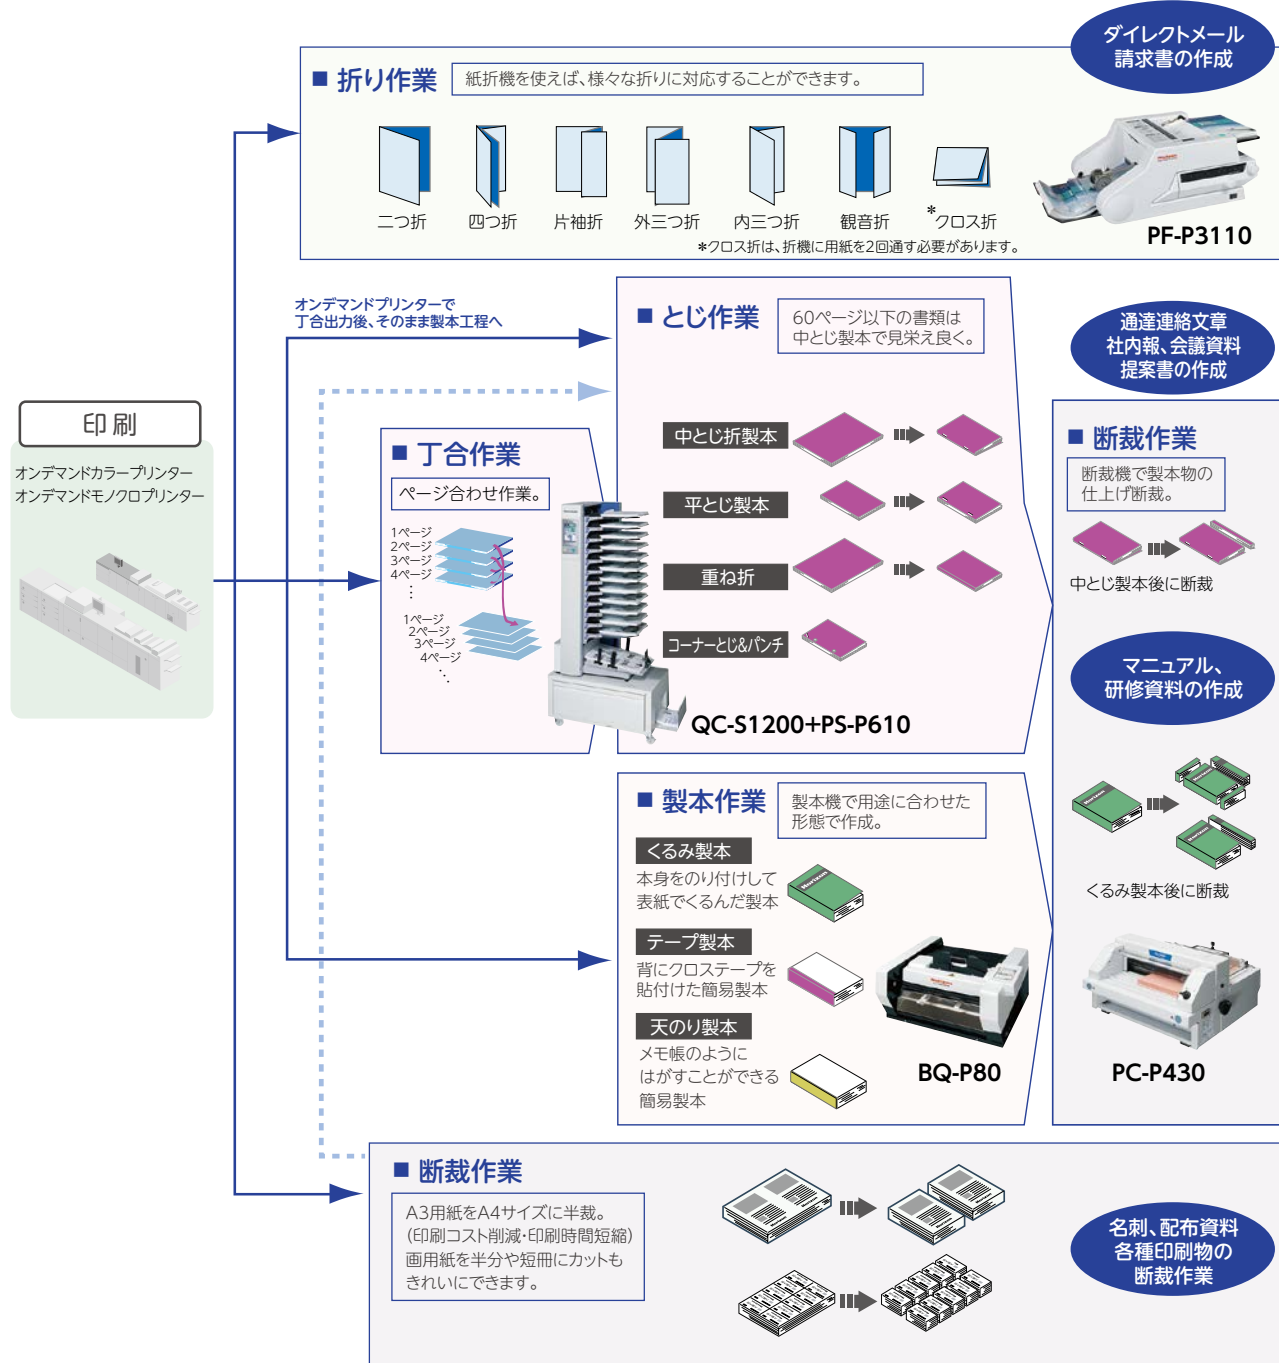 ダイレクトメール
請求書の作成
■ 折り作業
紙折機を使えば、様々な折りに対応することができます。
二つ折
四つ折
片袖折
外三つ折
内三つ折
観音折
*クロス折
*クロス折は、折機に用紙を2回通す必要があります。
PF-P3110
オンデマンドプリンターで
丁合出力後、そのまま製本工程へ
■ とじ作業
60ページ以下の書類は
中とじ製本で見栄え良く。
通達連絡文章
社内報、会議資料
提案書の作成
印刷
オンデマンドカラープリンター
オンデマンドモノクロプリンター
■ 丁合作業
ページ合わせ作業。
1ページ
2ページ
3ページ
4ページ
⋮
1ページ
2ページ
3ページ
4ページ
⋱
中とじ折製本
平とじ製本
重ね折
コーナーとじ&パンチ
QC-S1200+PS-P610
■ 断裁作業
断裁機で製本物の
仕上げ断裁。
中とじ製本後に断裁
マニュアル、
研修資料の作成
Horizon
くるみ製本後に断裁
PC-P430
■ 製本作業
製本機で用途に合わせた
形態で作成。
くるみ製本
本身をのり付けして
表紙でくるんだ製本
Horizon
テープ製本
背にクロステープを
貼付けた簡易製本
天のり製本
メモ帳のように
はがすことができる
簡易製本
BQ-P80
■ 断裁作業
A3用紙をA4サイズに半裁。
(印刷コスト削減・印刷時間短縮)
画用紙を半分や短冊にカットも
きれいにできます。
名刺、配布資料
各種印刷物の
断裁作業